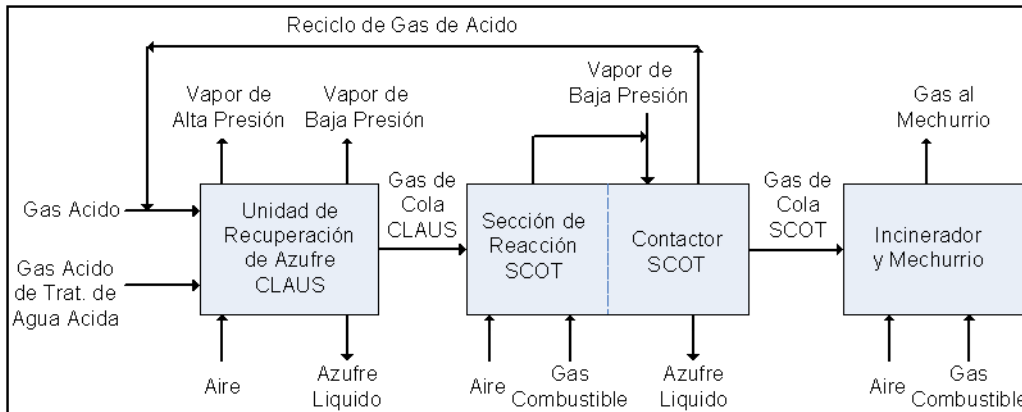 Reciclo de Gas de Acido
Vapor de
Alta Presión
Vapor de
Baja Presión
Vapor de
Baja Presión
Gas al
Mechurrio
Gas Acido
Gas Acido
de Trat. de
Agua Acida
Unidad de
Recuperación
de Azufre
CLAUS
Gas de
Cola
CLAUS
Sección de
Reacción
SCOT
Contactor
SCOT
Gas de
Cola
SCOT
Incinerador
y Mechurrio
Aire
Azufre
Liquido
Aire
Gas
Combustible
Azufre
Liquido
Aire
Gas
Combustible